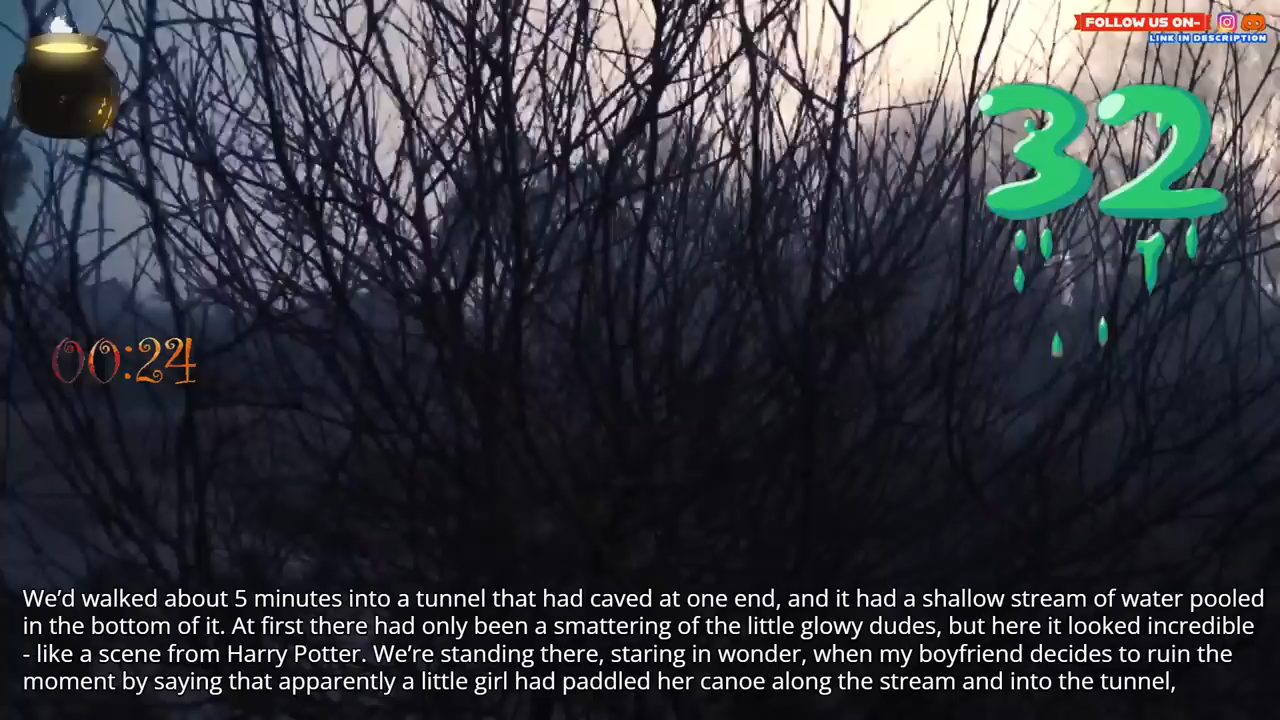 FOLLOW US ON-
LINK IN DESCRIPTION
32
00:24
We’d walked about 5 minutes into a tunnel that had caved at one end, and it had a shallow stream of water pooled
in the bottom of it. At first there had only been a smattering of the little glowy dudes, but here it looked incredible
- like a scene from Harry Potter. We’re standing there, staring in wonder, when my boyfriend decides to ruin the
moment by saying that apparently a little girl had paddled her canoe along the stream and into the tunnel,